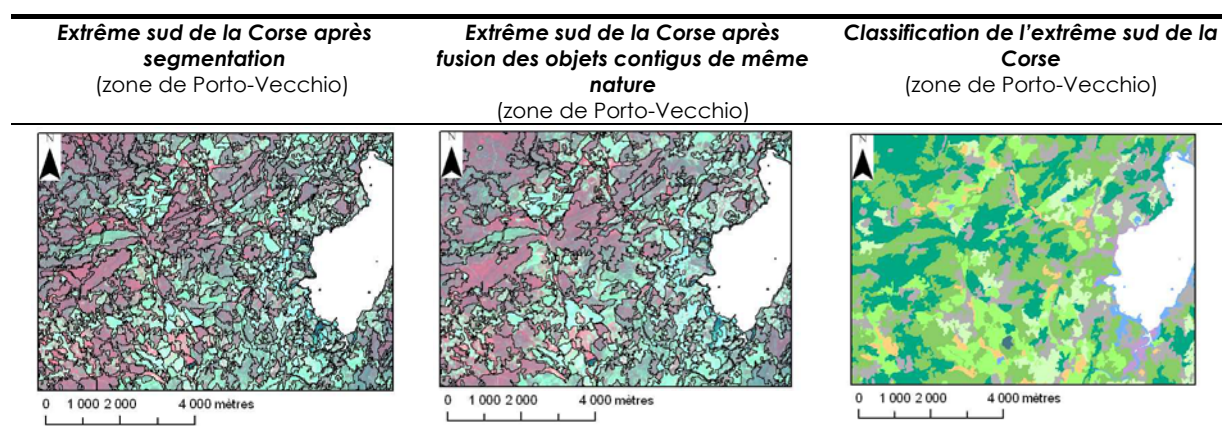 Extrême sud de la Corse après
segmentation
(zone de Porto-Vecchio)
Extrême sud de la Corse après
fusion des objets contigus de même
nature
(zone de Porto-Vecchio)
Classification de l'extrême sud de la
Corse
(zone de Porto-Vecchio)
N
0 1 000 2 000 4 000 mètres
N
0 1 000 2 000 4 000 mètres
N
0 1 000 2 000 4 000 mètres